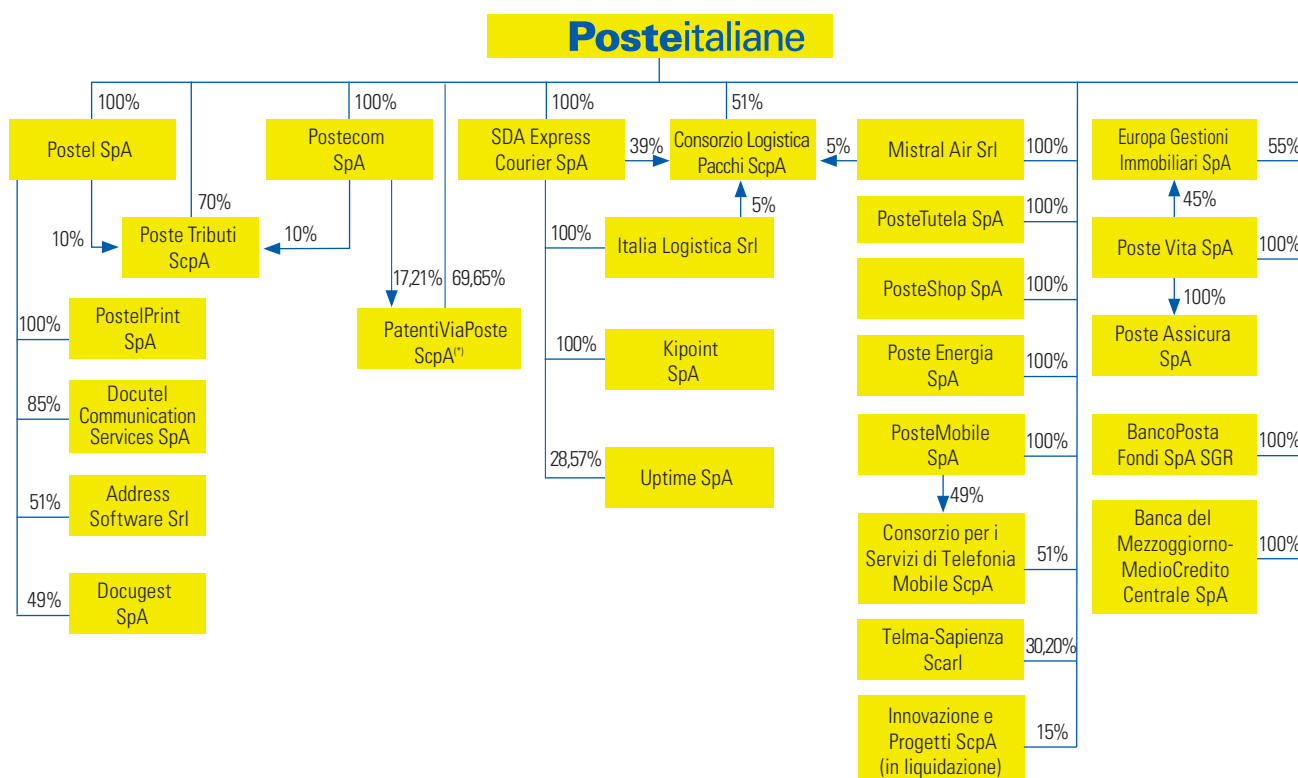 Posteitaliane
100%
100%
100%
51%
Postel SpA
Postecom
SpA
SDA Express
Courier SpA
39%
Consorzio Logistica
Pacchi ScpA
5%
Mistral Air Srl
100%
Europa Gestioni
Immobiliari SpA
55%
10%
70%
Poste Tributi
ScpA
10%
100%
Italia Logistica Srl
5%
PosteTutela SpA
100%
45%
Poste Vita SpA
100%
17,21%
69,65%
PatentiViaPoste
ScpA(*)
PosteShop SpA
100%
100%
Poste Assicura
SpA
100%
PostelPrint
SpA
100%
Kipoint
SpA
Poste Energia
SpA
100%
85%
Docutel
Communication
Services SpA
28,57%
Uptime SpA
PosteMobile
SpA
100%
49%
BancoPosta
Fondi SpA SGR
100%
51%
Address
Software Srl
Consorzio per i
Servizi di Telefonia
Mobile ScpA
51%
Banca del
Mezzoggiorno-
MedioCredito
Centrale SpA
100%
49%
Docugest
SpA
Telma-Sapienza
Scarl
30,20%
Innovazione e
Progetti ScpA
(in liquidazione)
15%